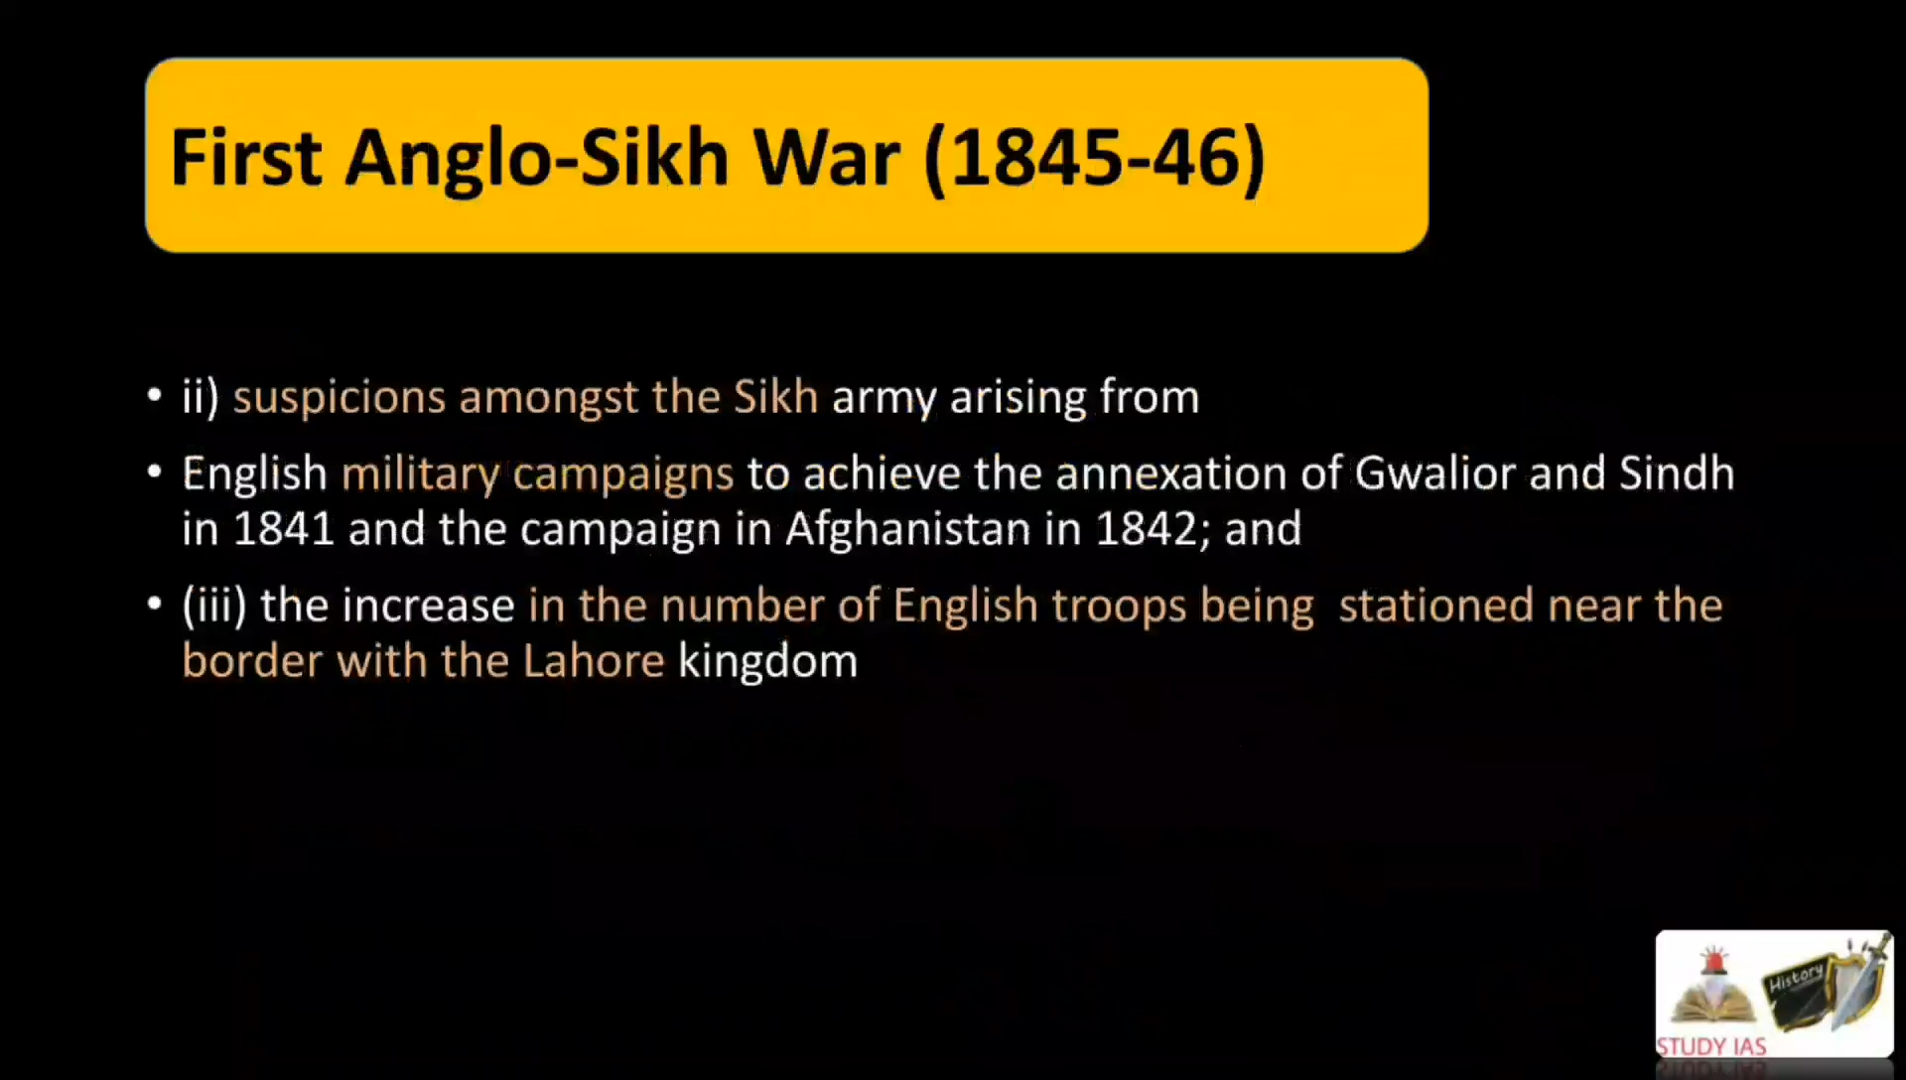 First Anglo-Sikh War (1845-46)
• ii) suspicions amongst the Sikh army arising from
• English military campaigns to achieve the annexation of Gwalior and Sindh
in 1841 and the campaign in Afghanistan in 1842; and
• (iii) the increase in the number of English troops being stationed near the
border with the Lahore kingdom
History
STUDY IAS